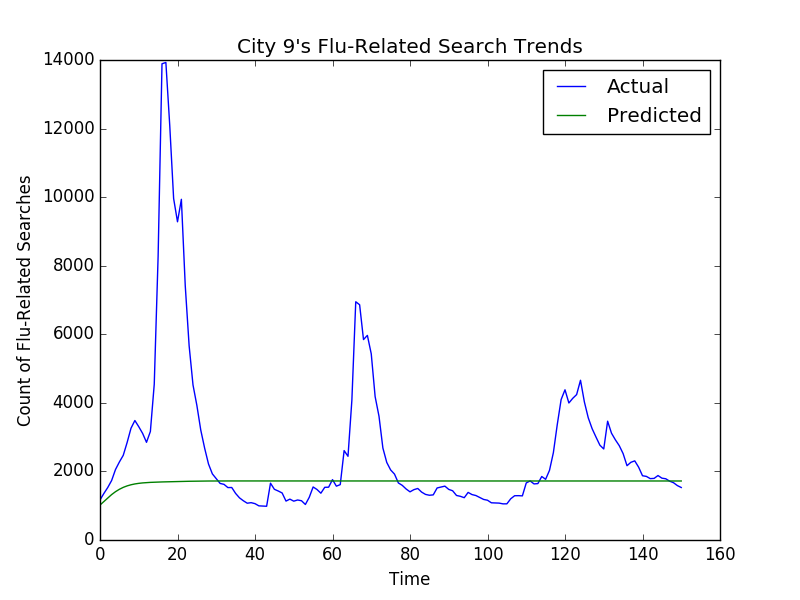 City 9's Flu-Related Search Trends
14000
12000
10000
8000
6000
4000
2000
0
Count of Flu-Related Searches
Actual
Predicted
0 20 40 60 80 100 120 140 160
Time